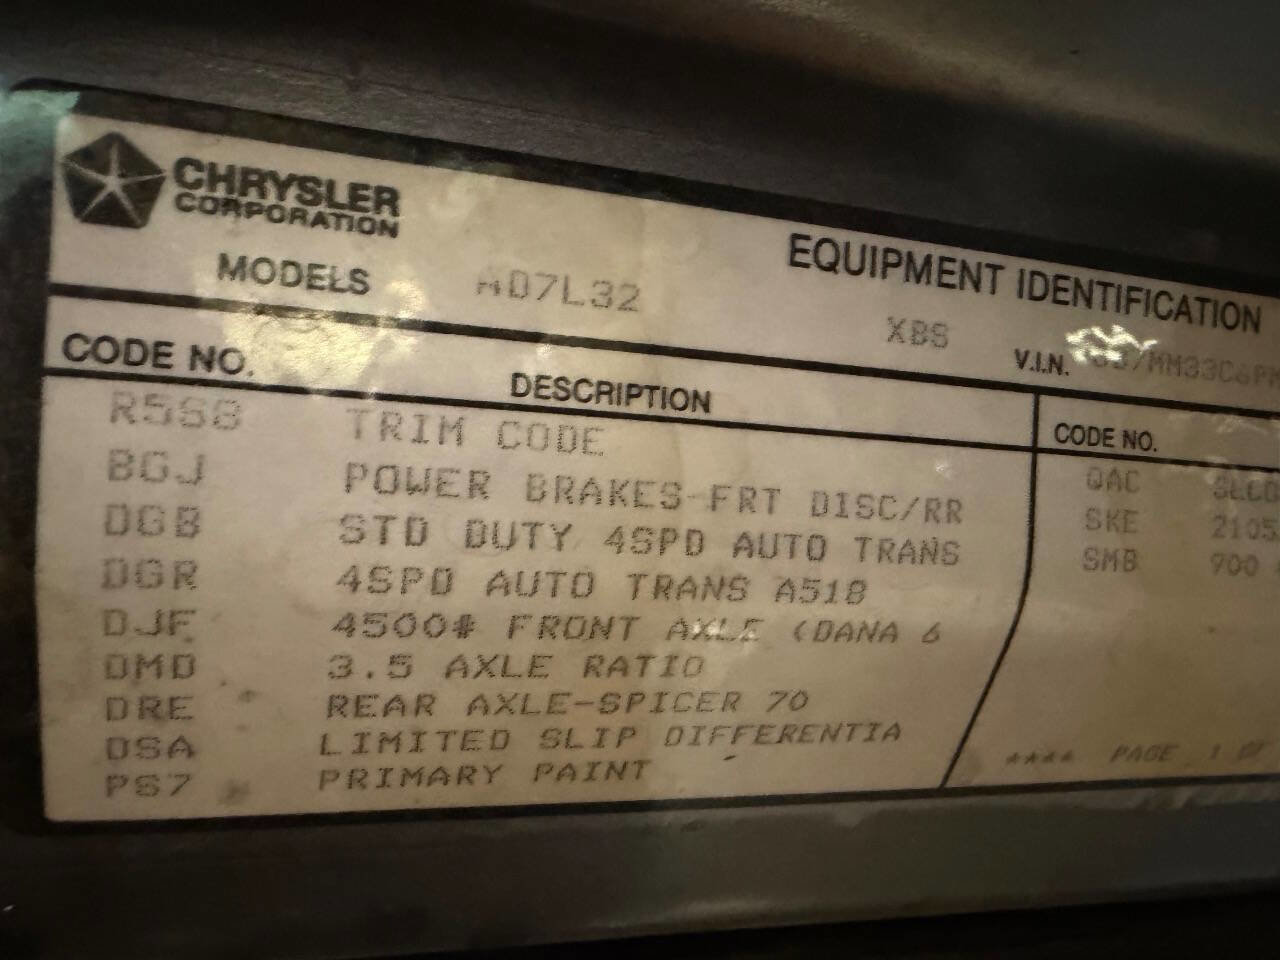 CHRYSLER
CORPORATION
EQUIPMENT IDENTIFICATION
MODELS AD7L32 XBS V.I.N.
CODE NO. DESCRIPTION CODE NO.
TRIM CODE
BGJ POWER BRAKES-FRT DISC/RR
DGB STD DUTY 4SPD AUTO TRANS
DGR 4SPD AUTO TRANS A518
DJF 4500# FRONT AXLE (DANA 6
DMD 3.5 AXLE RATIO
DRE REAR AXLE-SPICER 70
DSA LIMITED SLIP DIFFERENTIA
PS7 PRIMARY PAINT
QAC
SKE 2105
SMB 900
**** PAGE 1 OF